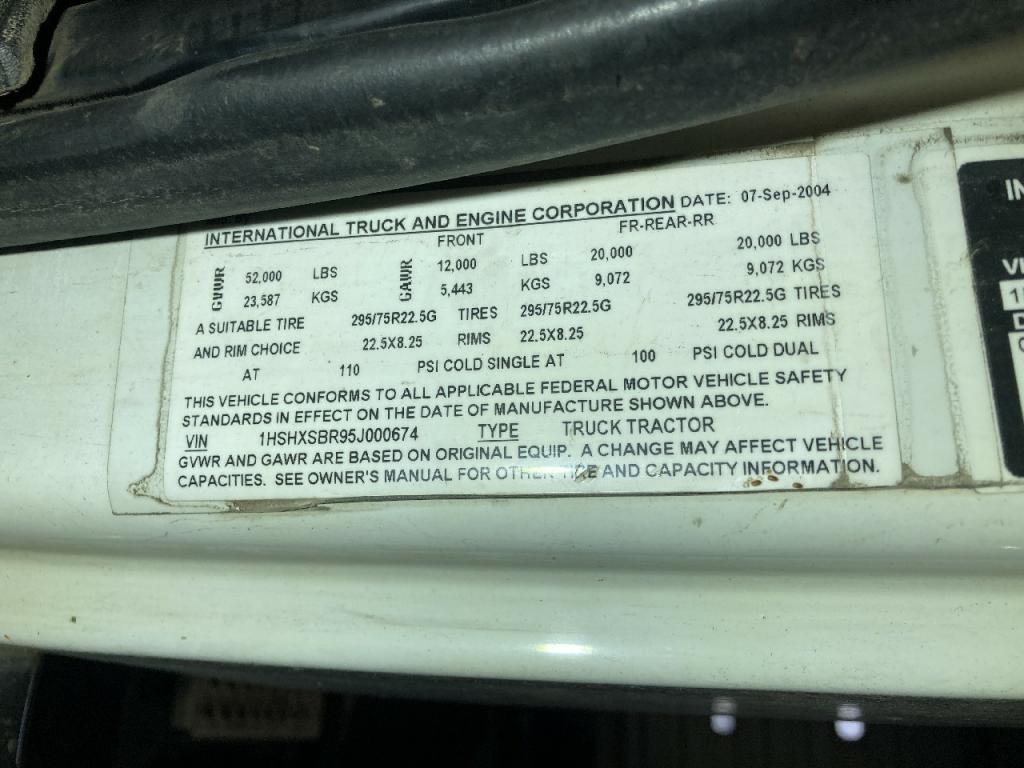 INTERNATIONAL TRUCK AND ENGINE CORPORATION DATE: 07-Sep-2004
FRONT FR-REAR-RR
GVWR 52,000 LBS GAWR 12,000 LBS 20,000 20,000 LBS
23,587 KGS 5,443 KGS 9,072 9,072 KGS
A SUITABLE TIRE 295/75R22.5G TIRES 295/75R22.5G 295/75R22.5G TIRES
AND RIM CHOICE 22.5X8.25 RIMS 22.5X8.25 22.5X8.25 RIMS
AT 110 PSI COLD SINGLE AT 100 PSI COLD DUAL
THIS VEHICLE CONFORMS TO ALL APPLICABLE FEDERAL MOTOR VEHICLE SAFETY
STANDARDS IN EFFECT ON THE DATE OF MANUFACTURE SHOWN ABOVE.
VIN 1HSHXSBR95J000674 TYPE TRUCK TRACTOR
GVWR AND GAWR ARE BASED ON ORIGINAL EQUIP. A CHANGE MAY AFFECT VEHICLE
CAPACITIES. SEE OWNER'S MANUAL FOR OTHER TIRE AND CAPACITY INFORMATION.